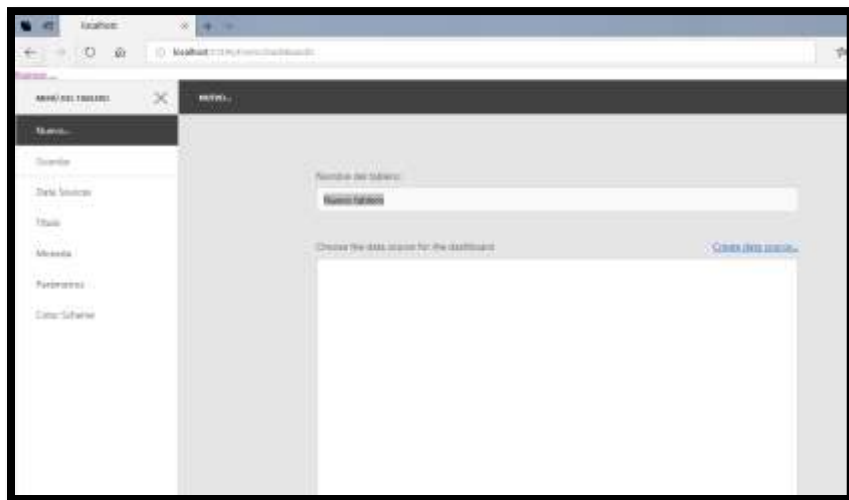 localhost
localhost
MENÚ DEL TABLERO
NUEVO...
Nuevo...
Guardar
Data Sources
Título
Moneda
Parámetros
Color Scheme
Nombre del tablero:
Nuevo tablero
Choose the data source for the dashboard
Create data source...